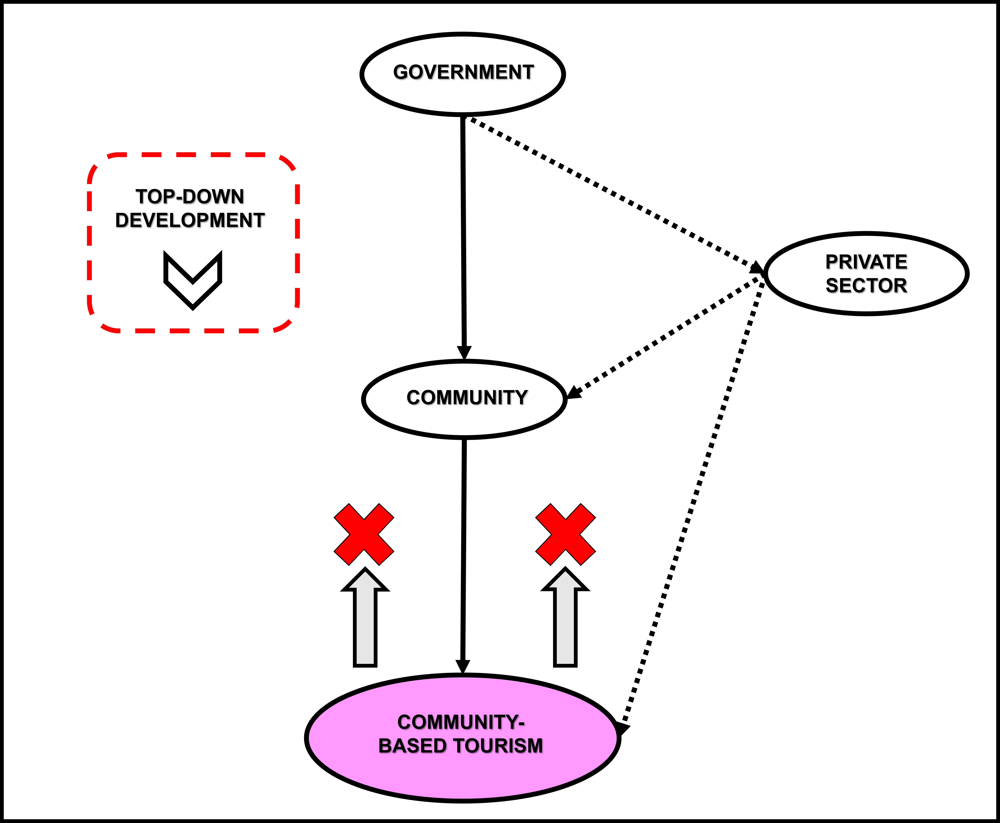 GOVERNMENT
TOP-DOWN
DEVELOPMENT
PRIVATE
SECTOR
COMMUNITY
COMMUNITY-
BASED TOURISM